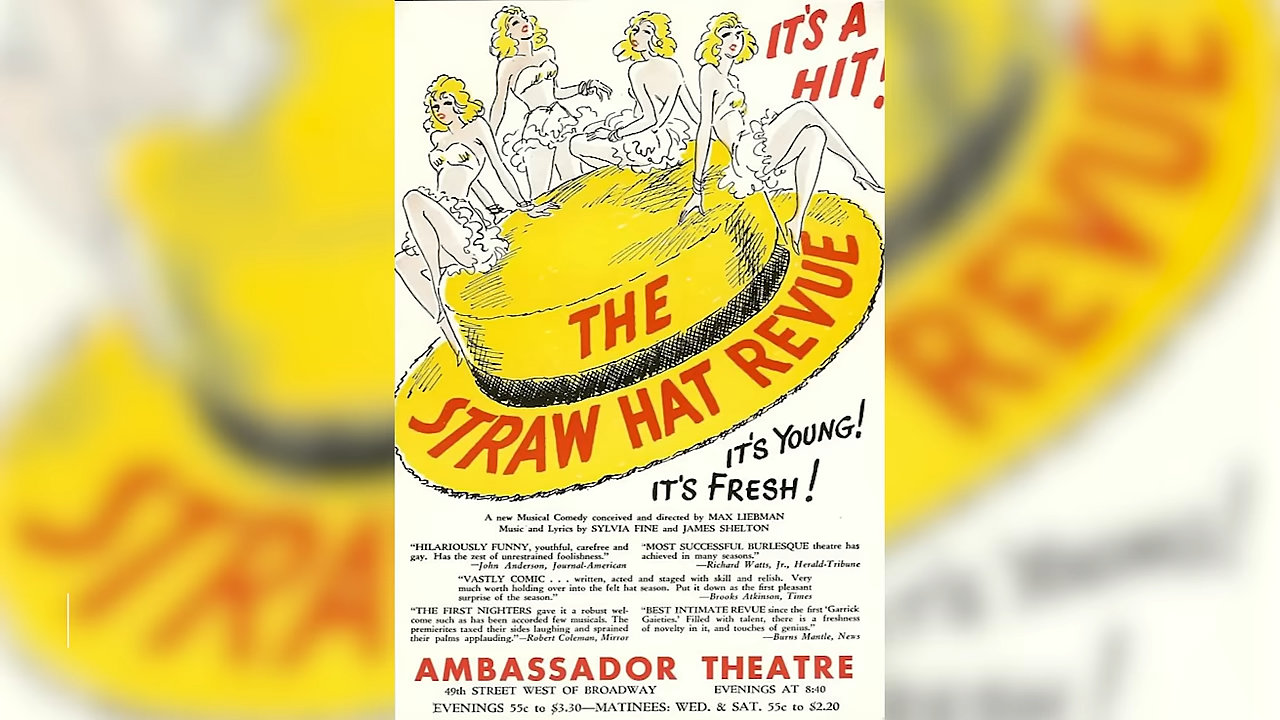 IT'S A
HIT!
THE
STRAW HAT REVUE
IT'S YOUNG!
IT'S FRESH!
A new Musical Comedy conceived and directed by MAX LIEBMAN
Music and Lyrics by SYLVIA FINE and JAMES SHELTON
"HILARIOUSLY FUNNY, youthful, carefree and
gay. Has the zest of unrestrained foolishness."
—John Anderson, Journal-American
"MOST SUCCESSFUL BURLESQUE theatre has
achieved in many seasons."
—Richard Watts, Jr., Herald-Tribune
"VASTLY COMIC . . . written, acted and staged with skill and relish. Very
much worth holding over into the felt hat season. Put it down as the first pleasant
surprise of the season."
—Brooks Atkinson, Times
"THE FIRST NIGHTERS gave it a robust wel-
come such as has been accorded few musicals. The
premierites taxed their sides laughing and sprained
their palms applauding."—Robert Coleman, Mirror
"BEST INTIMATE REVUE since the first 'Garrick
Gaieties.' Filled with talent, there is a freshness
of novelty in it, and touches of genius."
—Burns Mantle, News
AMBASSADOR THEATRE
49th STREET WEST OF BROADWAY EVENINGS AT 8:40
EVENINGS 55c to $3.30—MATINEES: WED. & SAT. 55c to $2.20